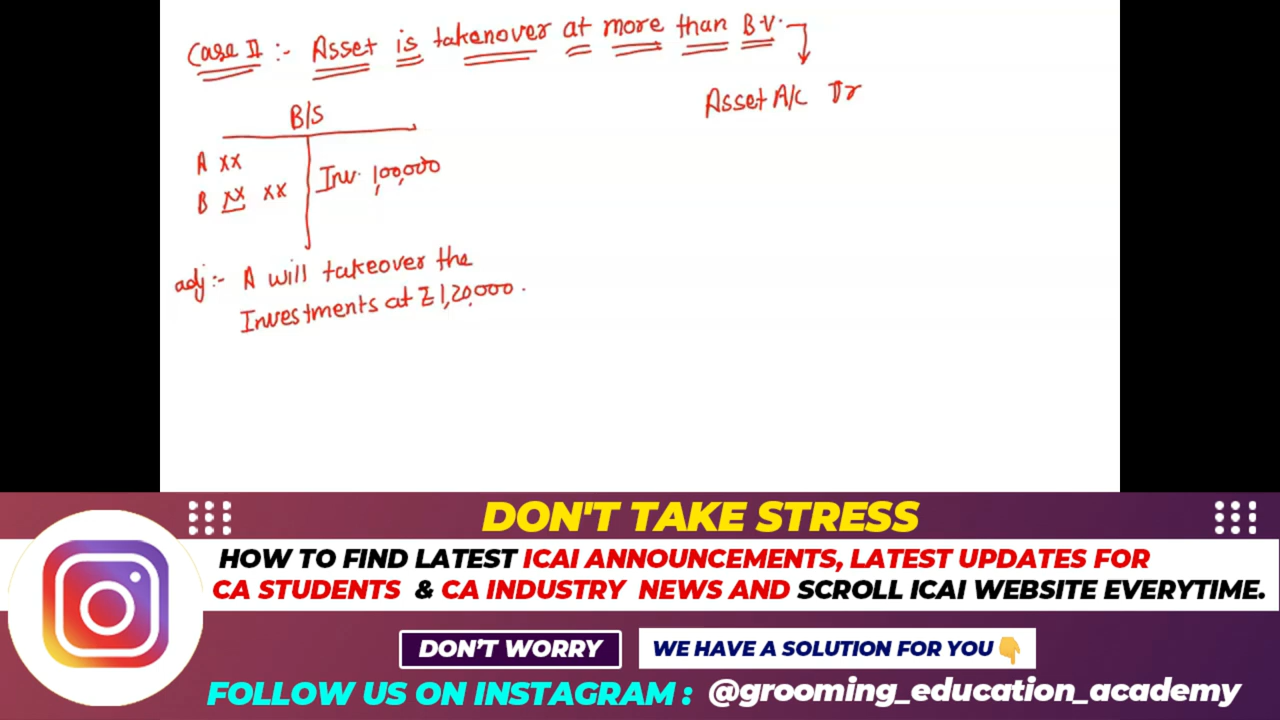 Case II :- Asset is takenover at more than B.V.
Asset A/c Dr
B/S
A xx
B xx xx
Inv. 1,00,000
adj :- A will takeover the
Investments at ₹1,20,000.
DON'T TAKE STRESS
HOW TO FIND LATEST ICAI ANNOUNCEMENTS, LATEST UPDATES FOR
CA STUDENTS & CA INDUSTRY NEWS AND SCROLL ICAI WEBSITE EVERYTIME.
DON'T WORRY
WE HAVE A SOLUTION FOR YOU👇
FOLLOW US ON INSTAGRAM : @grooming_education_academy